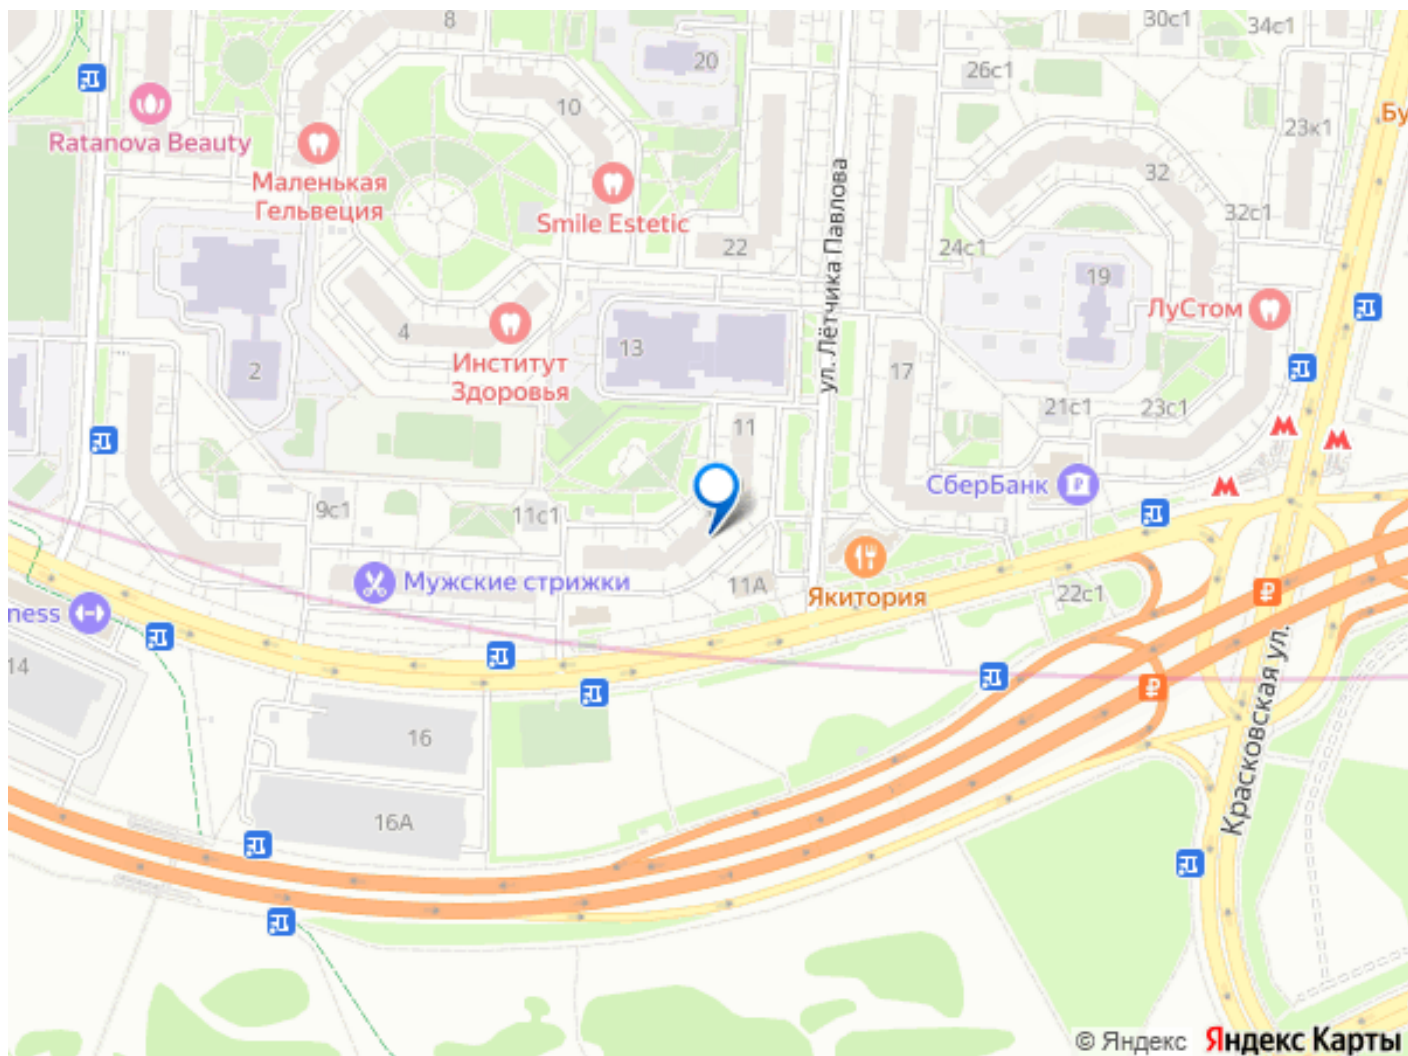 8
30с1
34с1
20
26с1
Бу
10
23к1
Ratanova Beauty
Маленькая
Гельвеция
32
Smile Estetic
32с1
22
24с1
ул. Лётчика Павлова
19
ЛуСтом
4
13
Институт
Здоровья
2
17
21с1
23с1
11
СберБанк
9с1
11с1
Мужские стрижки
11А
Якитория
22с1
ness
14
16
Красковская ул.
16А
© Яндекс Яндекс Карты